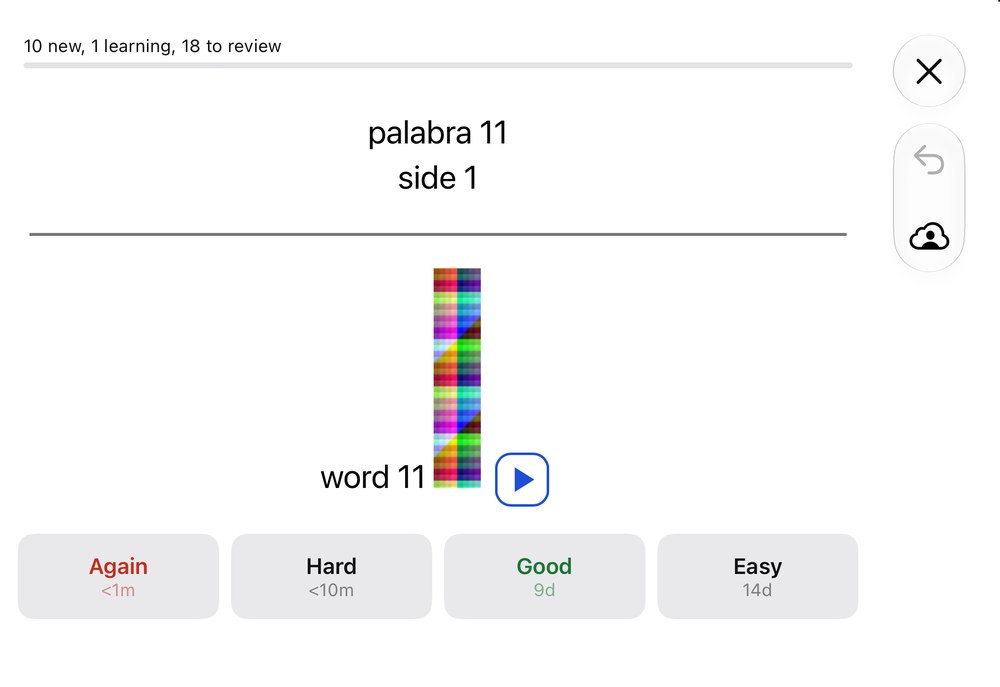 10 new, 1 learning, 18 to review
palabra 11
side 1
word 11
Again
<1m
Hard
<10m
Good
9d
Easy
14d